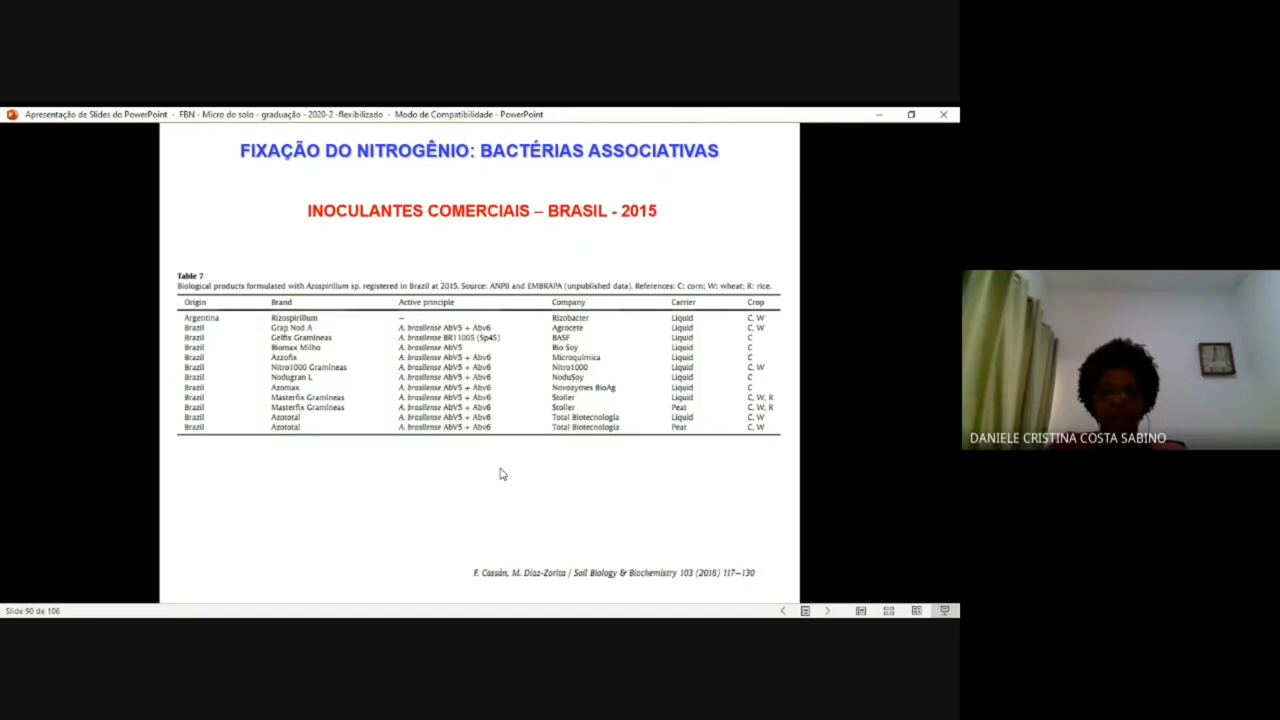 Apresentação de Slides do PowerPoint - FBN - Micro do solo - graduação - 2020-2 -flexibilizado - Modo de Compatibilidade - PowerPoint
FIXAÇÃO DO NITROGÊNIO: BACTÉRIAS ASSOCIATIVAS
INOCULANTES COMERCIAIS – BRASIL - 2015
Table 7
Biological products formulated with Azospirillum sp. registered in Brazil at 2015. Source: ANPII and EMBRAPA (unpublished data). References: C: corn; W: wheat; R: rice.
Origin Brand Active principle Company Carrier Crop
Argentina Rizospirillum – Rizobacter Liquid C, W
Brazil Grap Nod A A. brasilense AbV5 + Abv6 Agrocete Liquid C, W
Brazil Gelfix Gramineas A. brasilense BR11005 (Sp45) BASF Liquid C
Brazil Biomax Milho A. brasilense AbV5 Bio Soy Liquid C
Brazil Azzofix A. brasilense AbV5 + Abv6 Microquimica Liquid C
Brazil Nitro1000 Gramineas A. brasilense AbV5 + Abv6 Nitro1000 Liquid C, W
Brazil Nodugran L A. brasilense AbV5 + Abv6 NoduSoy Liquid C
Brazil Azomax A. brasilense AbV5 + Abv6 Novozymes BioAg Liquid C
Brazil Masterfix Gramineas A. brasilense AbV5 + Abv6 Stoller Liquid C, W, R
Brazil Masterfix Gramineas A. brasilense AbV5 + Abv6 Stoller Peat C, W, R
Brazil Azototal A. brasilense AbV5 + Abv6 Total Biotecnologia Liquid C, W
Brazil Azototal A. brasilense AbV5 + Abv6 Total Biotecnologia Peat C, W
F. Cassán, M. Diaz-Zorita / Soil Biology & Biochemistry 103 (2016) 117–130
Slide 90 de 106
DANIELE CRISTINA COSTA SABINO